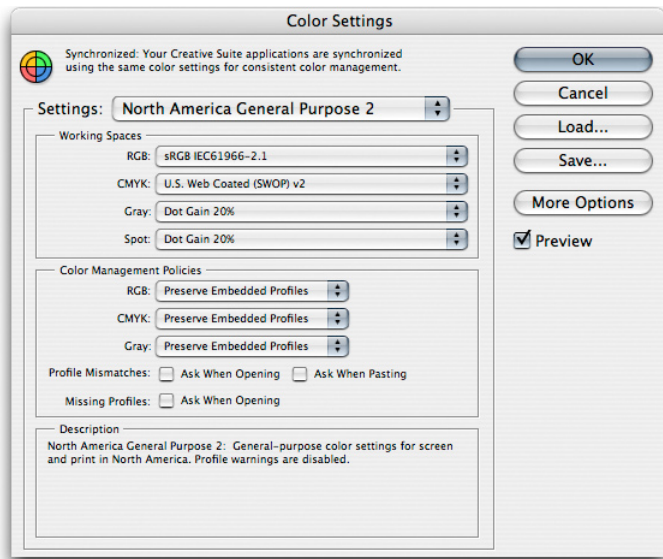 Color Settings
Synchronized: Your Creative Suite applications are synchronized
using the same color settings for consistent color management.
Settings: North America General Purpose 2
Working Spaces
RGB: sRGB IEC61966-2.1
CMYK: U.S. Web Coated (SWOP) v2
Gray: Dot Gain 20%
Spot: Dot Gain 20%
Color Management Policies
RGB: Preserve Embedded Profiles
CMYK: Preserve Embedded Profiles
Gray: Preserve Embedded Profiles
Profile Mismatches: Ask When Opening Ask When Pasting
Missing Profiles: Ask When Opening
Description
North America General Purpose 2: General-purpose color settings for screen
and print in North America. Profile warnings are disabled.
OK
Cancel
Load...
Save...
More Options
Preview